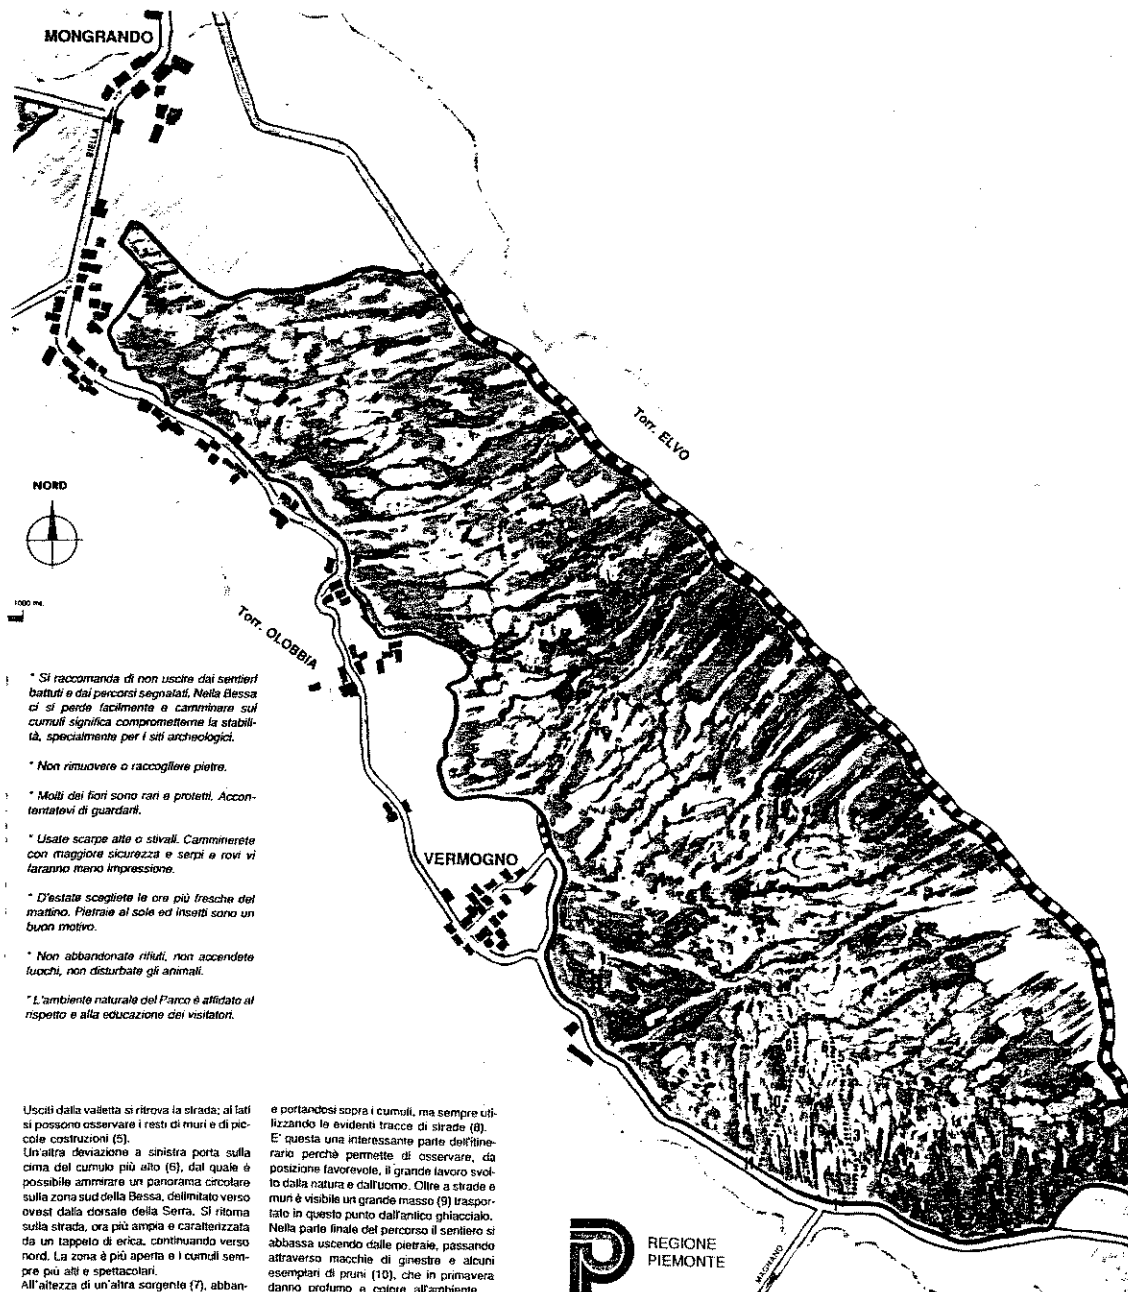 MONGRANDO
BIELLA
Torr. ELVO
NORD
1000 mt.
Torr. OLOBBIA
* Si raccomanda di non uscire dai sentieri
battuti e dai percorsi segnalati. Nella Bessa
ci si perde facilmente e camminare sui
cumuli significa comprometterne la stabili-
tà, specialmente per i siti archeologici.
* Non rimuovere o raccogliere pietre.
* Molti dei fiori sono rari e protetti. Accon-
tentatevi di guardarli.
* Usate scarpe alte o stivali. Camminerete
con maggiore sicurezza e serpi e rovi vi
faranno meno impressione.
* D'estate scegliete le ore più fresche del
mattino. Pietraie al sole ed insetti sono un
buon motivo.
* Non abbandonate rifiuti, non accendete
fuochi, non disturbate gli animali.
* L'ambiente naturale del Parco è affidato al
rispetto e alla educazione dei visitatori.
VERMOGNO
Usciti dalla valletta si ritrova la strada; ai lati
si possono osservare i resti di muri e di pic-
cole costruzioni (5).
Un'altra deviazione a sinistra porta sulla
cima del cumulo più alto (6), dal quale è
possibile ammirare un panorama circolare
sulla zona sud della Bessa, delimitato verso
ovest dalla dorsale della Serra. Si ritorna
sulla strada, ora più ampia e caratterizzata
da un tappeto di erica, continuando verso
nord. La zona è più aperta e i cumuli sem-
pre più alti e spettacolari.
All'altezza di un'altra sorgente (7), abban-
e portandosi sopra i cumuli, ma sempre uti-
lizzando le evidenti tracce di strade (8).
E' questa una interessante parte dell'itine-
rario perchè permette di osservare, da
posizione favorevole, il grande lavoro svol-
to dalla natura e dall'uomo. Oltre a strade e
muri è visibile un grande masso (9) traspor-
tato in questo punto dall'antico ghiacciaio.
Nella parte finale del percorso il sentiero si
abbassa uscendo dalle pietraie, passando
attraverso macchie di ginestre e alcuni
esemplari di pruni (10), che in primavera
danno profumo e colore all'ambiente.
REGIONE
PIEMONTE
MAGNANO